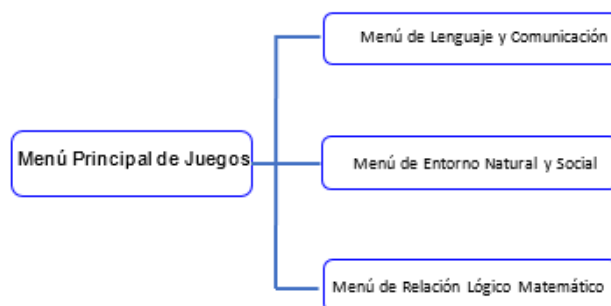 Menú de Lenguaje y Comunicación
Menú Principal de Juegos
Menú de Entorno Natural y Social
Menú de Relación Lógico Matemático